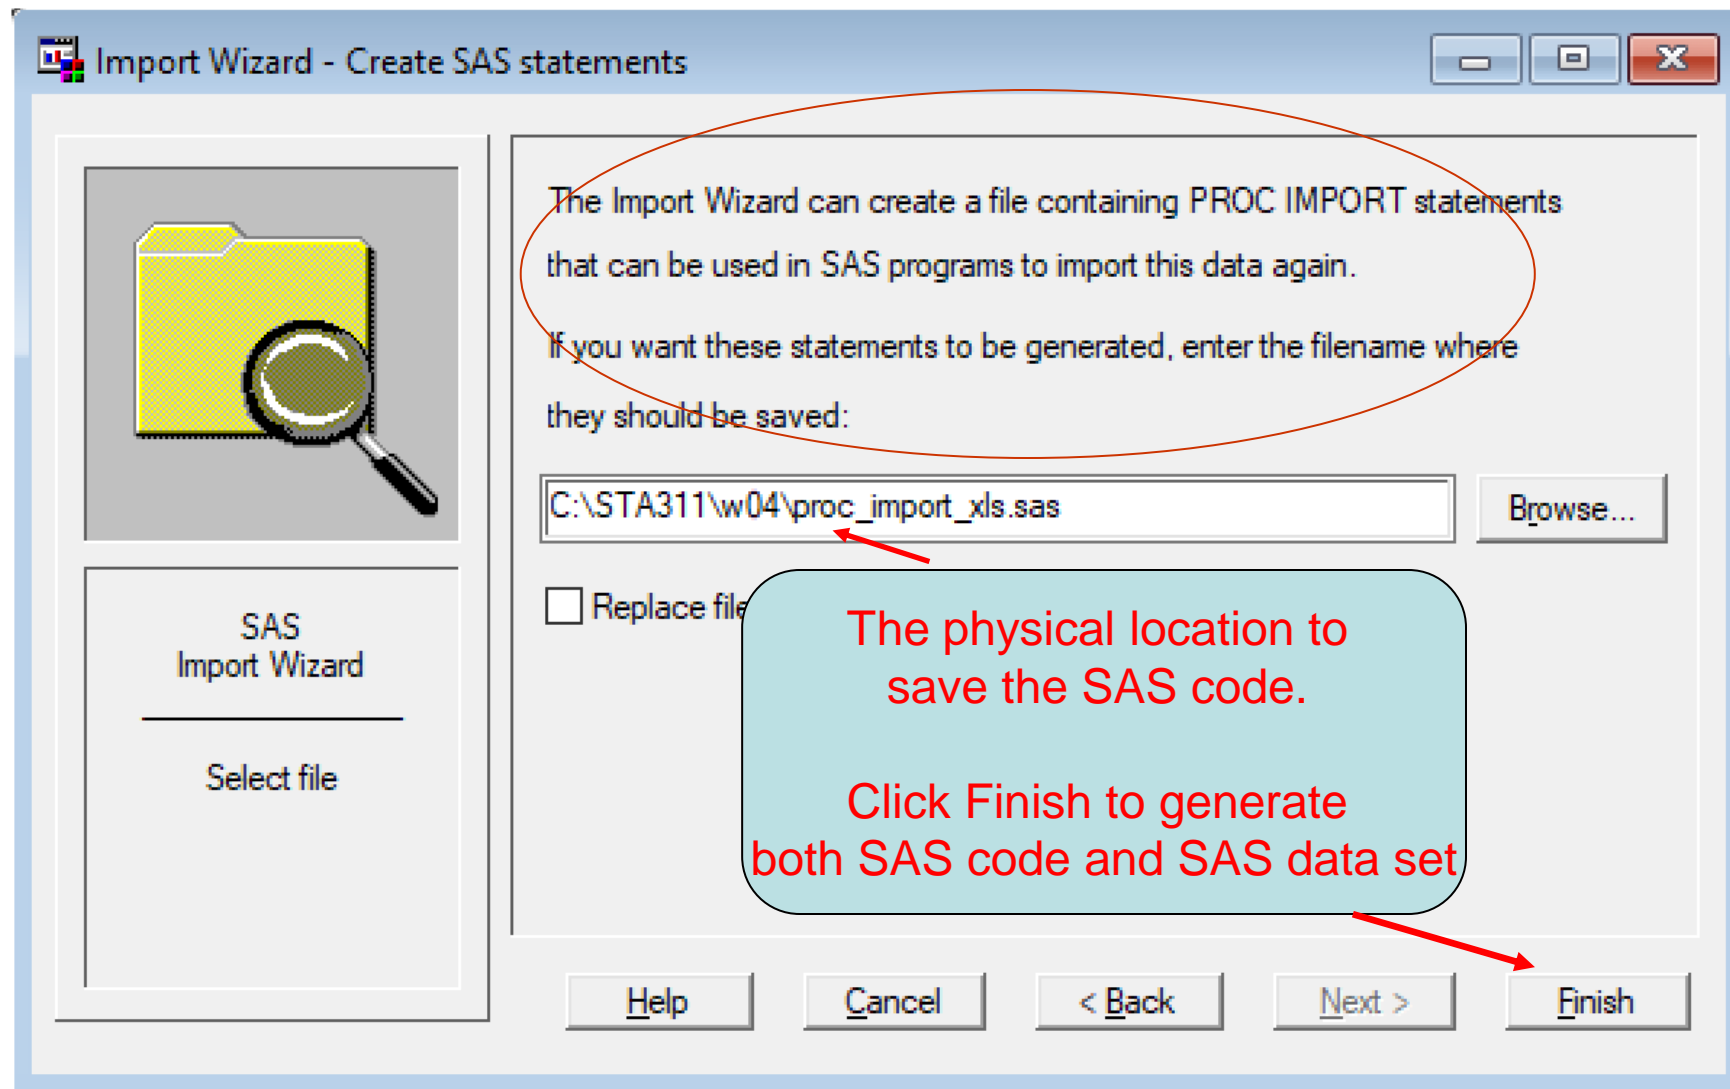 Import Wizard - Create SAS statements
The Import Wizard can create a file containing PROC IMPORT statements
that can be used in SAS programs to import this data again.
If you want these statements to be generated, enter the filename where
they should be saved:
C:\STA311\w04\proc_import_xls.sas
Browse...
Replace file
The physical location to
save the SAS code.
Click Finish to generate
both SAS code and SAS data set
SAS
Import Wizard
Select file
Help
Cancel
< Back
Next >
Finish